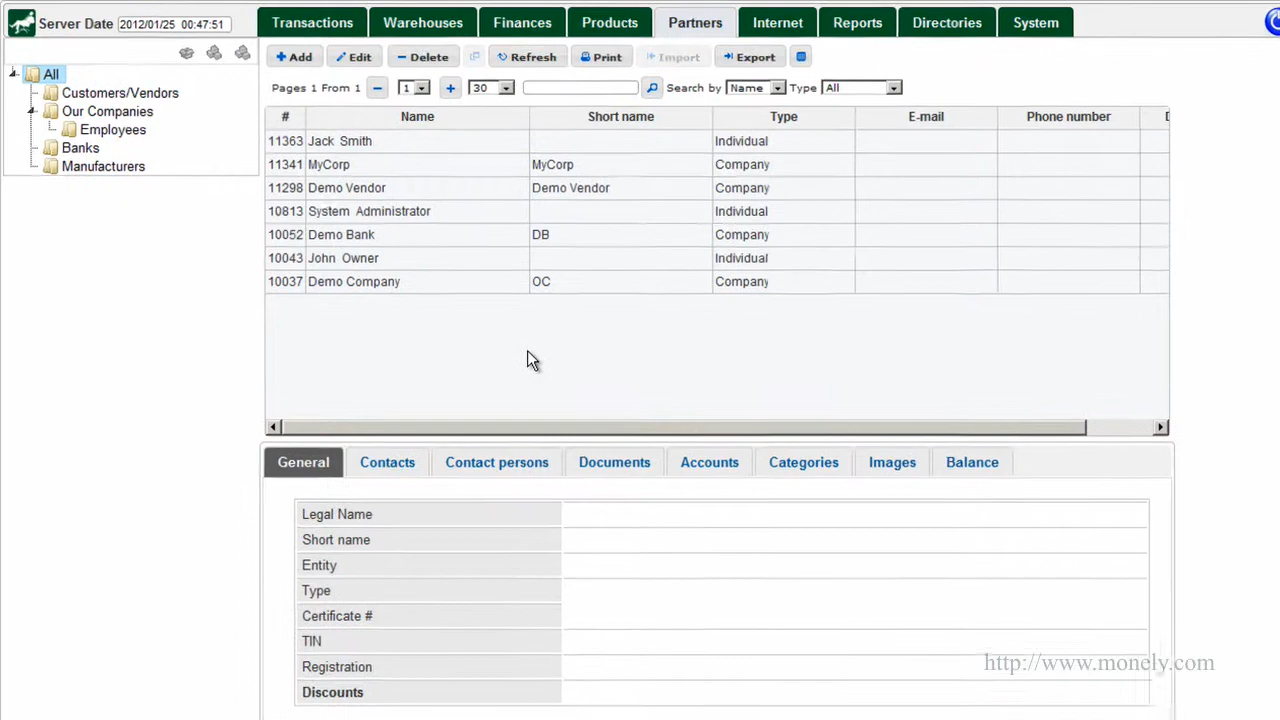 Server Date 2012/01/25 00:47:51 Transactions Warehouses Finances Products Partners Internet Reports Directories System
Add Edit Delete Refresh Print Import Export
All
Customers/Vendors
Our Companies
Employees
Banks
Manufacturers
Pages 1 From 1 − 1 + 30 Search by Name Type All
# Name Short name Type E-mail Phone number
11363 Jack Smith Individual
11341 MyCorp MyCorp Company
11298 Demo Vendor Demo Vendor Company
10813 System Administrator Individual
10052 Demo Bank DB Company
10043 John Owner Individual
10037 Demo Company OC Company
General Contacts Contact persons Documents Accounts Categories Images Balance
Legal Name
Short name
Entity
Type
Certificate #
TIN
Registration
Discounts
http://www.monely.com